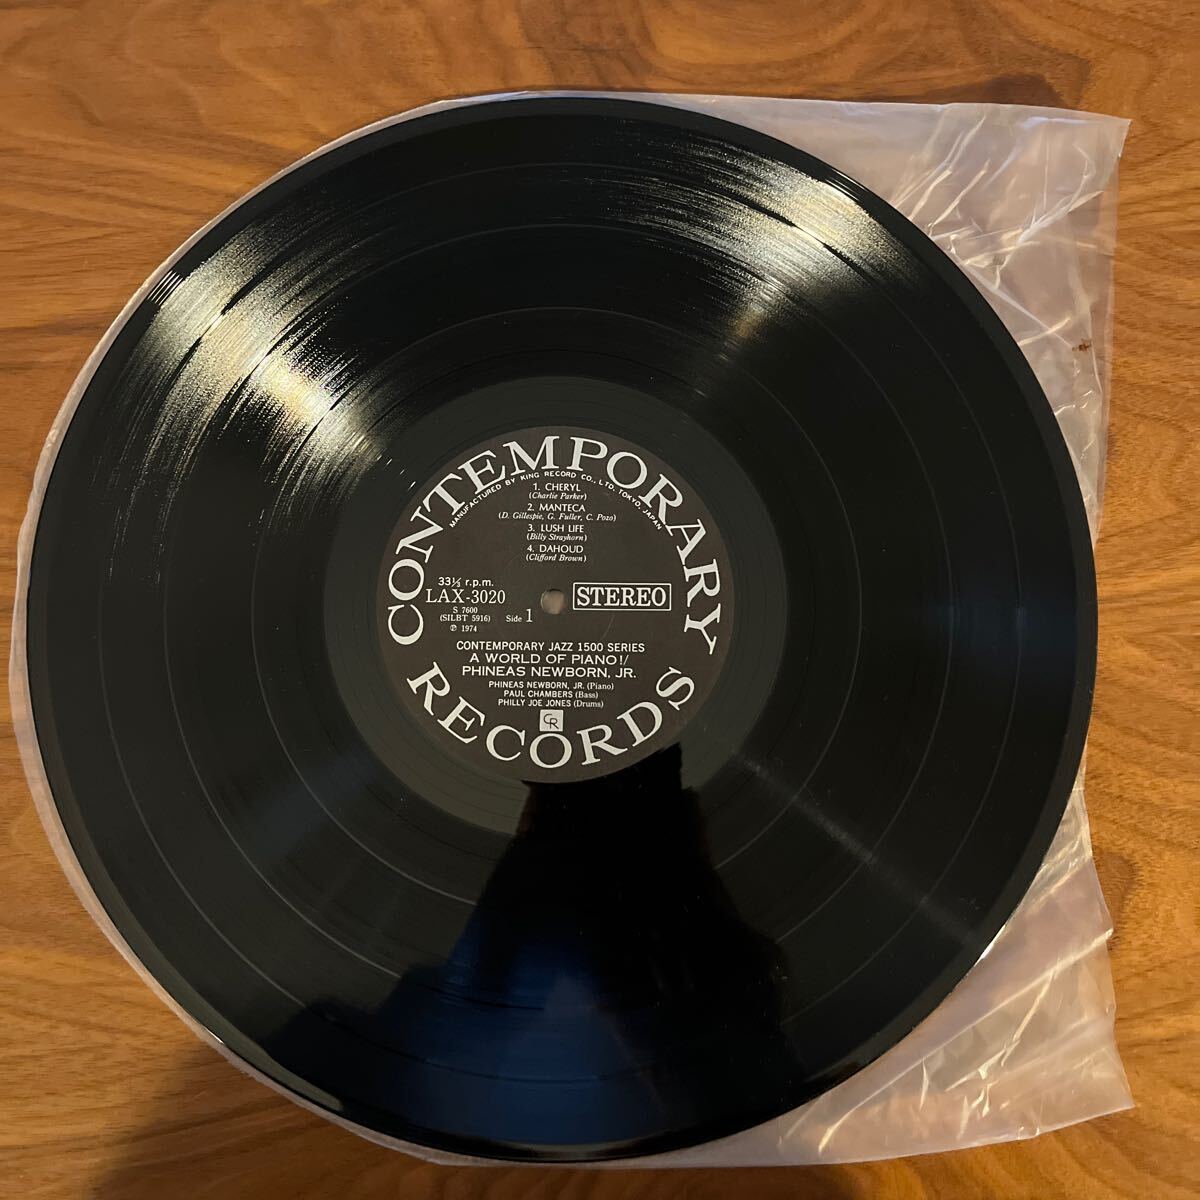 CONTEMPORARY
MANUFACTURED BY KING RECORD CO., LTD. TOKYO, JAPAN
1. CHERYL
(Charlie Parker)
2. MANTECA
(D. Gillespie, G. Fuller, C. Pozo)
3. LUSH LIFE
(Billy Strayhorn)
4. DAHOUD
(Clifford Brown)
33⅓ r.p.m.
LAX-3020
S 7600
(SILBT 5916)
Side 1
℗ 1974
STEREO
CONTEMPORARY JAZZ 1500 SERIES
A WORLD OF PIANO!/
PHINEAS NEWBORN, JR.
PHINEAS NEWBORN, JR. (Piano)
PAUL CHAMBERS (Bass)
PHILLY JOE JONES (Drums)
CR
RECORDS